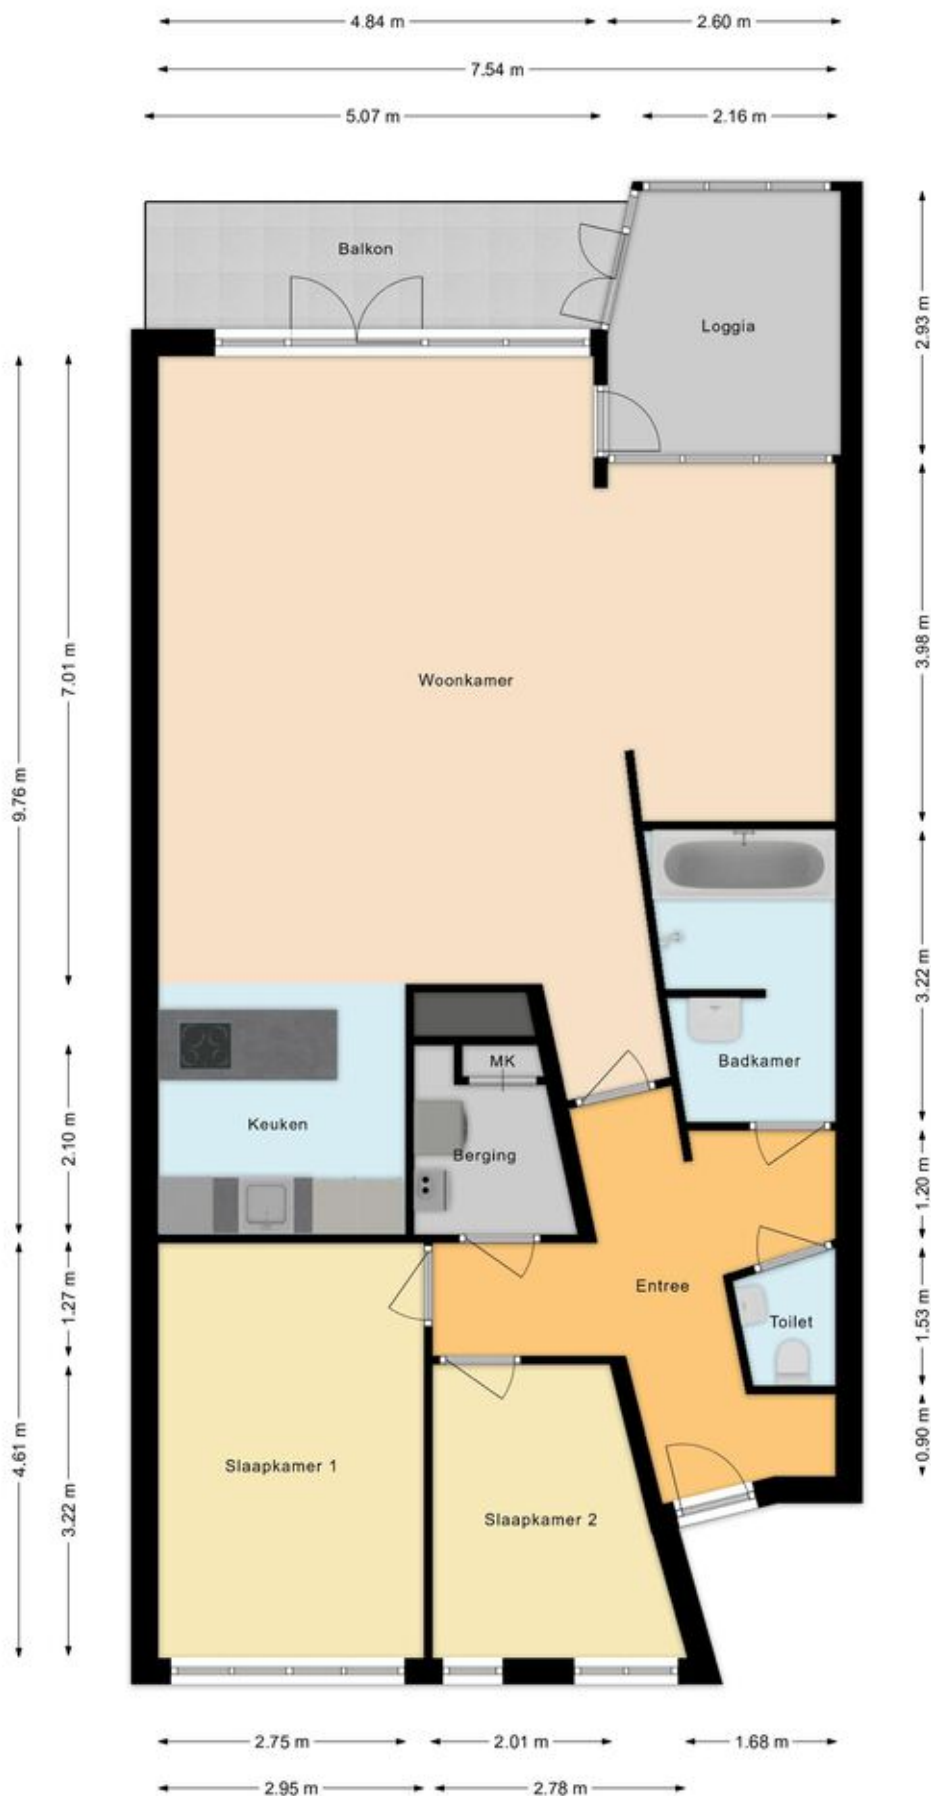 4.84 m
2.60 m
7.54 m
5.07 m
2.16 m
Balkon
Loggia
2.93 m
7.01 m
3.98 m
Woonkamer
9.76 m
3.22 m
MK
Badkamer
Keuken
2.10 m
Berging
1.20 m
1.27 m
Entree
Toilet
1.53 m
4.61 m
0.90 m
Slaapkamer 1
3.22 m
Slaapkamer 2
2.75 m
2.01 m
1.68 m
2.95 m
2.78 m